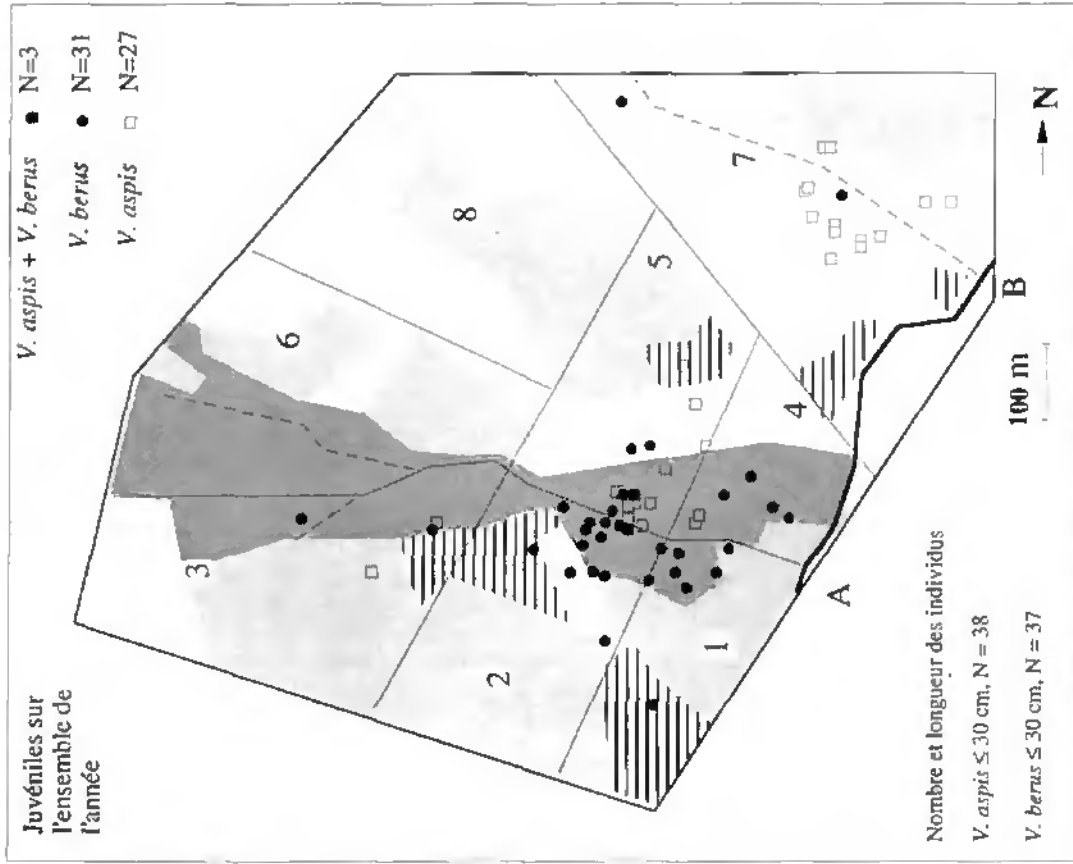 Juvéniles sur
l'ensemble de
l'année
V. aspis + V. berus N=3
V. berus N=31
V. aspis N=27
3
6
8
2
5
7
1
4
A
B
100 m
N
Nombre et longueur des individus
V. aspis ≤ 30 cm, N = 38
V. berus ≤ 30 cm, N = 37